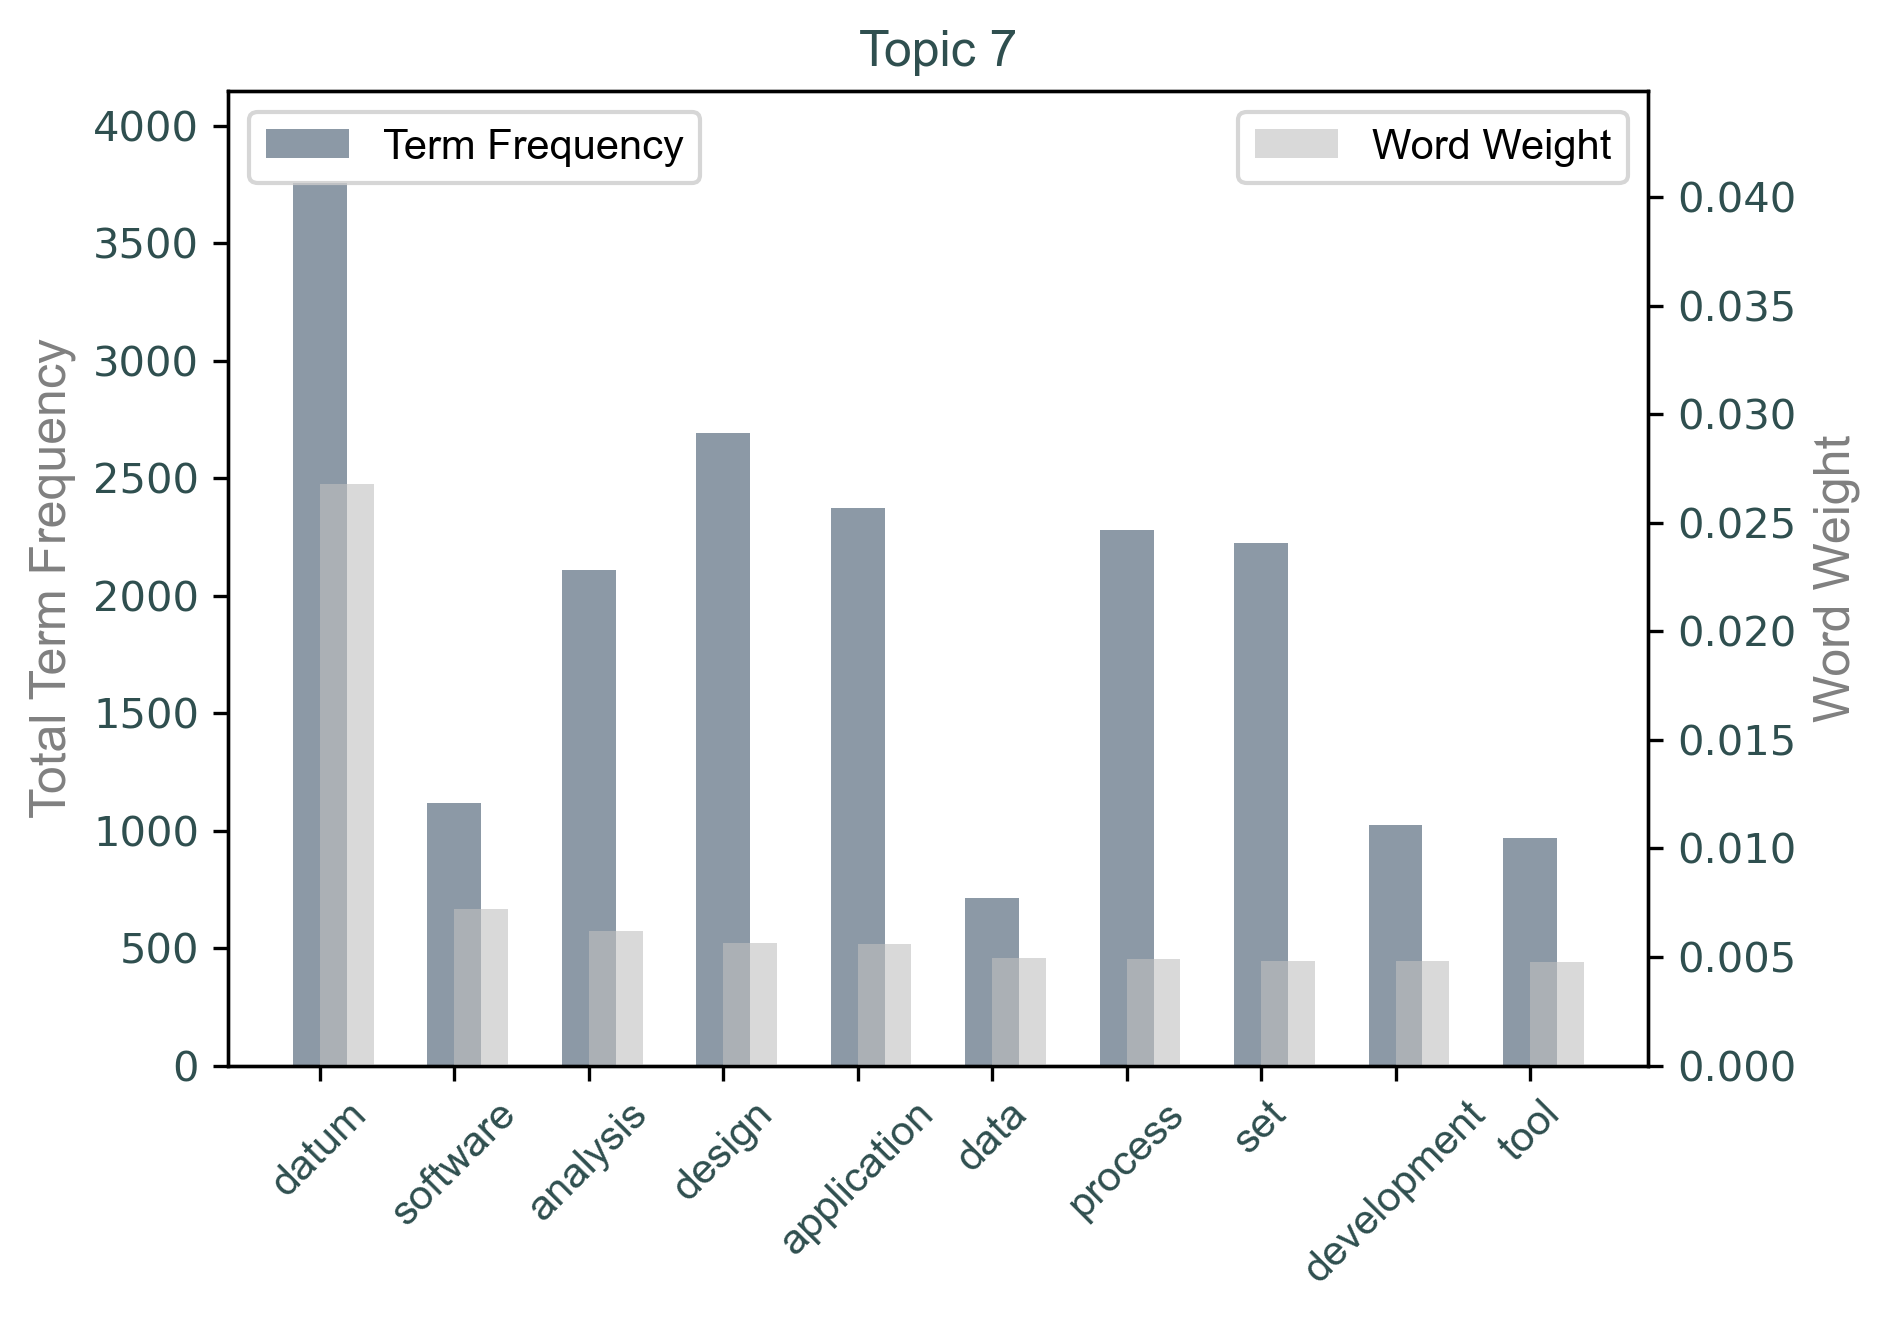 Topic 7
Term Frequency
Word Weight
4000
3500
3000
2500
2000
1500
1000
500
0
Total Term Frequency
0.040
0.035
0.030
0.025
0.020
0.015
0.010
0.005
0.000
Word Weight
datum
software
analysis
design
application
data
process
set
development
tool